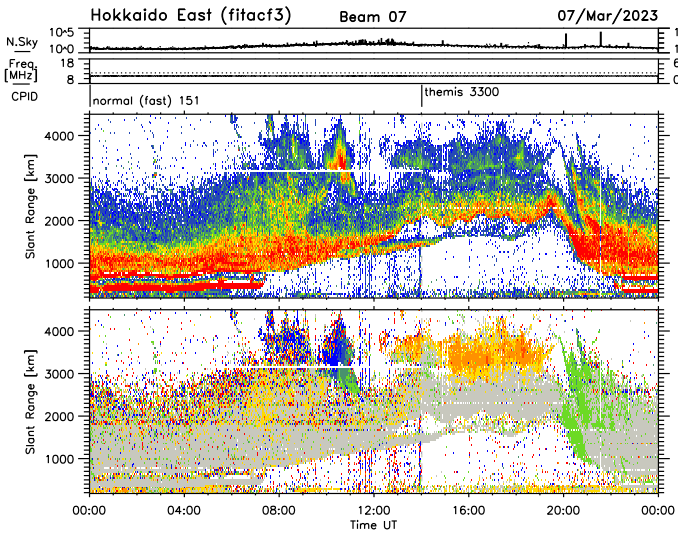 Hokkaido East (fitacf3) Beam 07 07/Mar/2023
N.Sky 10^5 10^0 1 1
Freq. [MHz] 18 8 6 0
CPID normal (fast) 151 themis 3300
Slant Range [km] 4000 3000 2000 1000
Slant Range [km] 4000 3000 2000 1000
00:00 04:00 08:00 12:00 16:00 20:00 00:00
Time UT